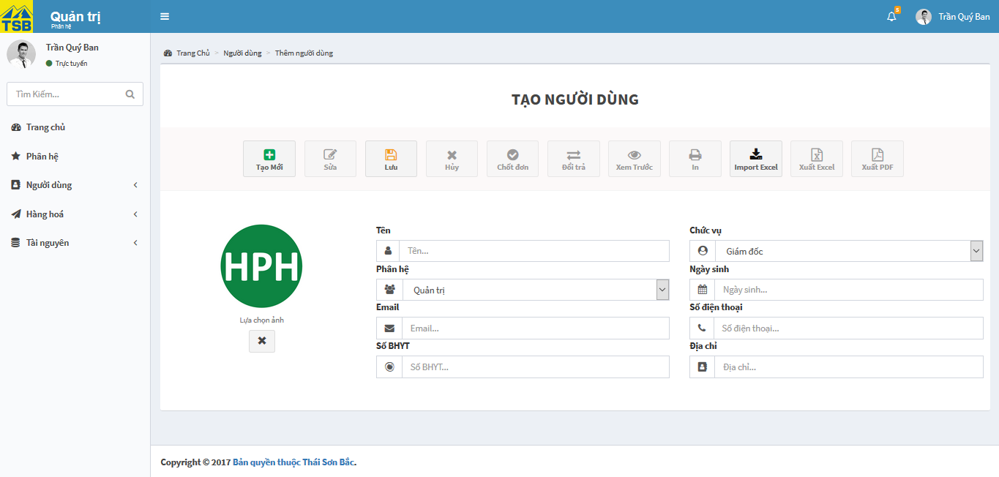 TSB
Quản trị
Phân hệ
5
Trần Quý Ban
Trần Quý Ban
Trực tuyến
Tìm Kiếm...
Trang chủ
Phân hệ
Người dùng
Hàng hoá
Tài nguyên
Trang Chủ > Người dùng > Thêm người dùng
TẠO NGƯỜI DÙNG
Tạo Mới
Sửa
Lưu
Hủy
Chốt đơn
Đổi trả
Xem Trước
In
Import Excel
Xuất Excel
Xuất PDF
HPH
Lựa chọn ảnh
Tên
Tên...
Phân hệ
Quản trị
Email
Email...
Số BHYT
Số BHYT...
Chức vụ
Giám đốc
Ngày sinh
Ngày sinh...
Số điện thoại
Số điện thoại...
Địa chỉ
Địa chỉ...
Copyright © 2017 Bản quyền thuộc Thái Sơn Bắc.